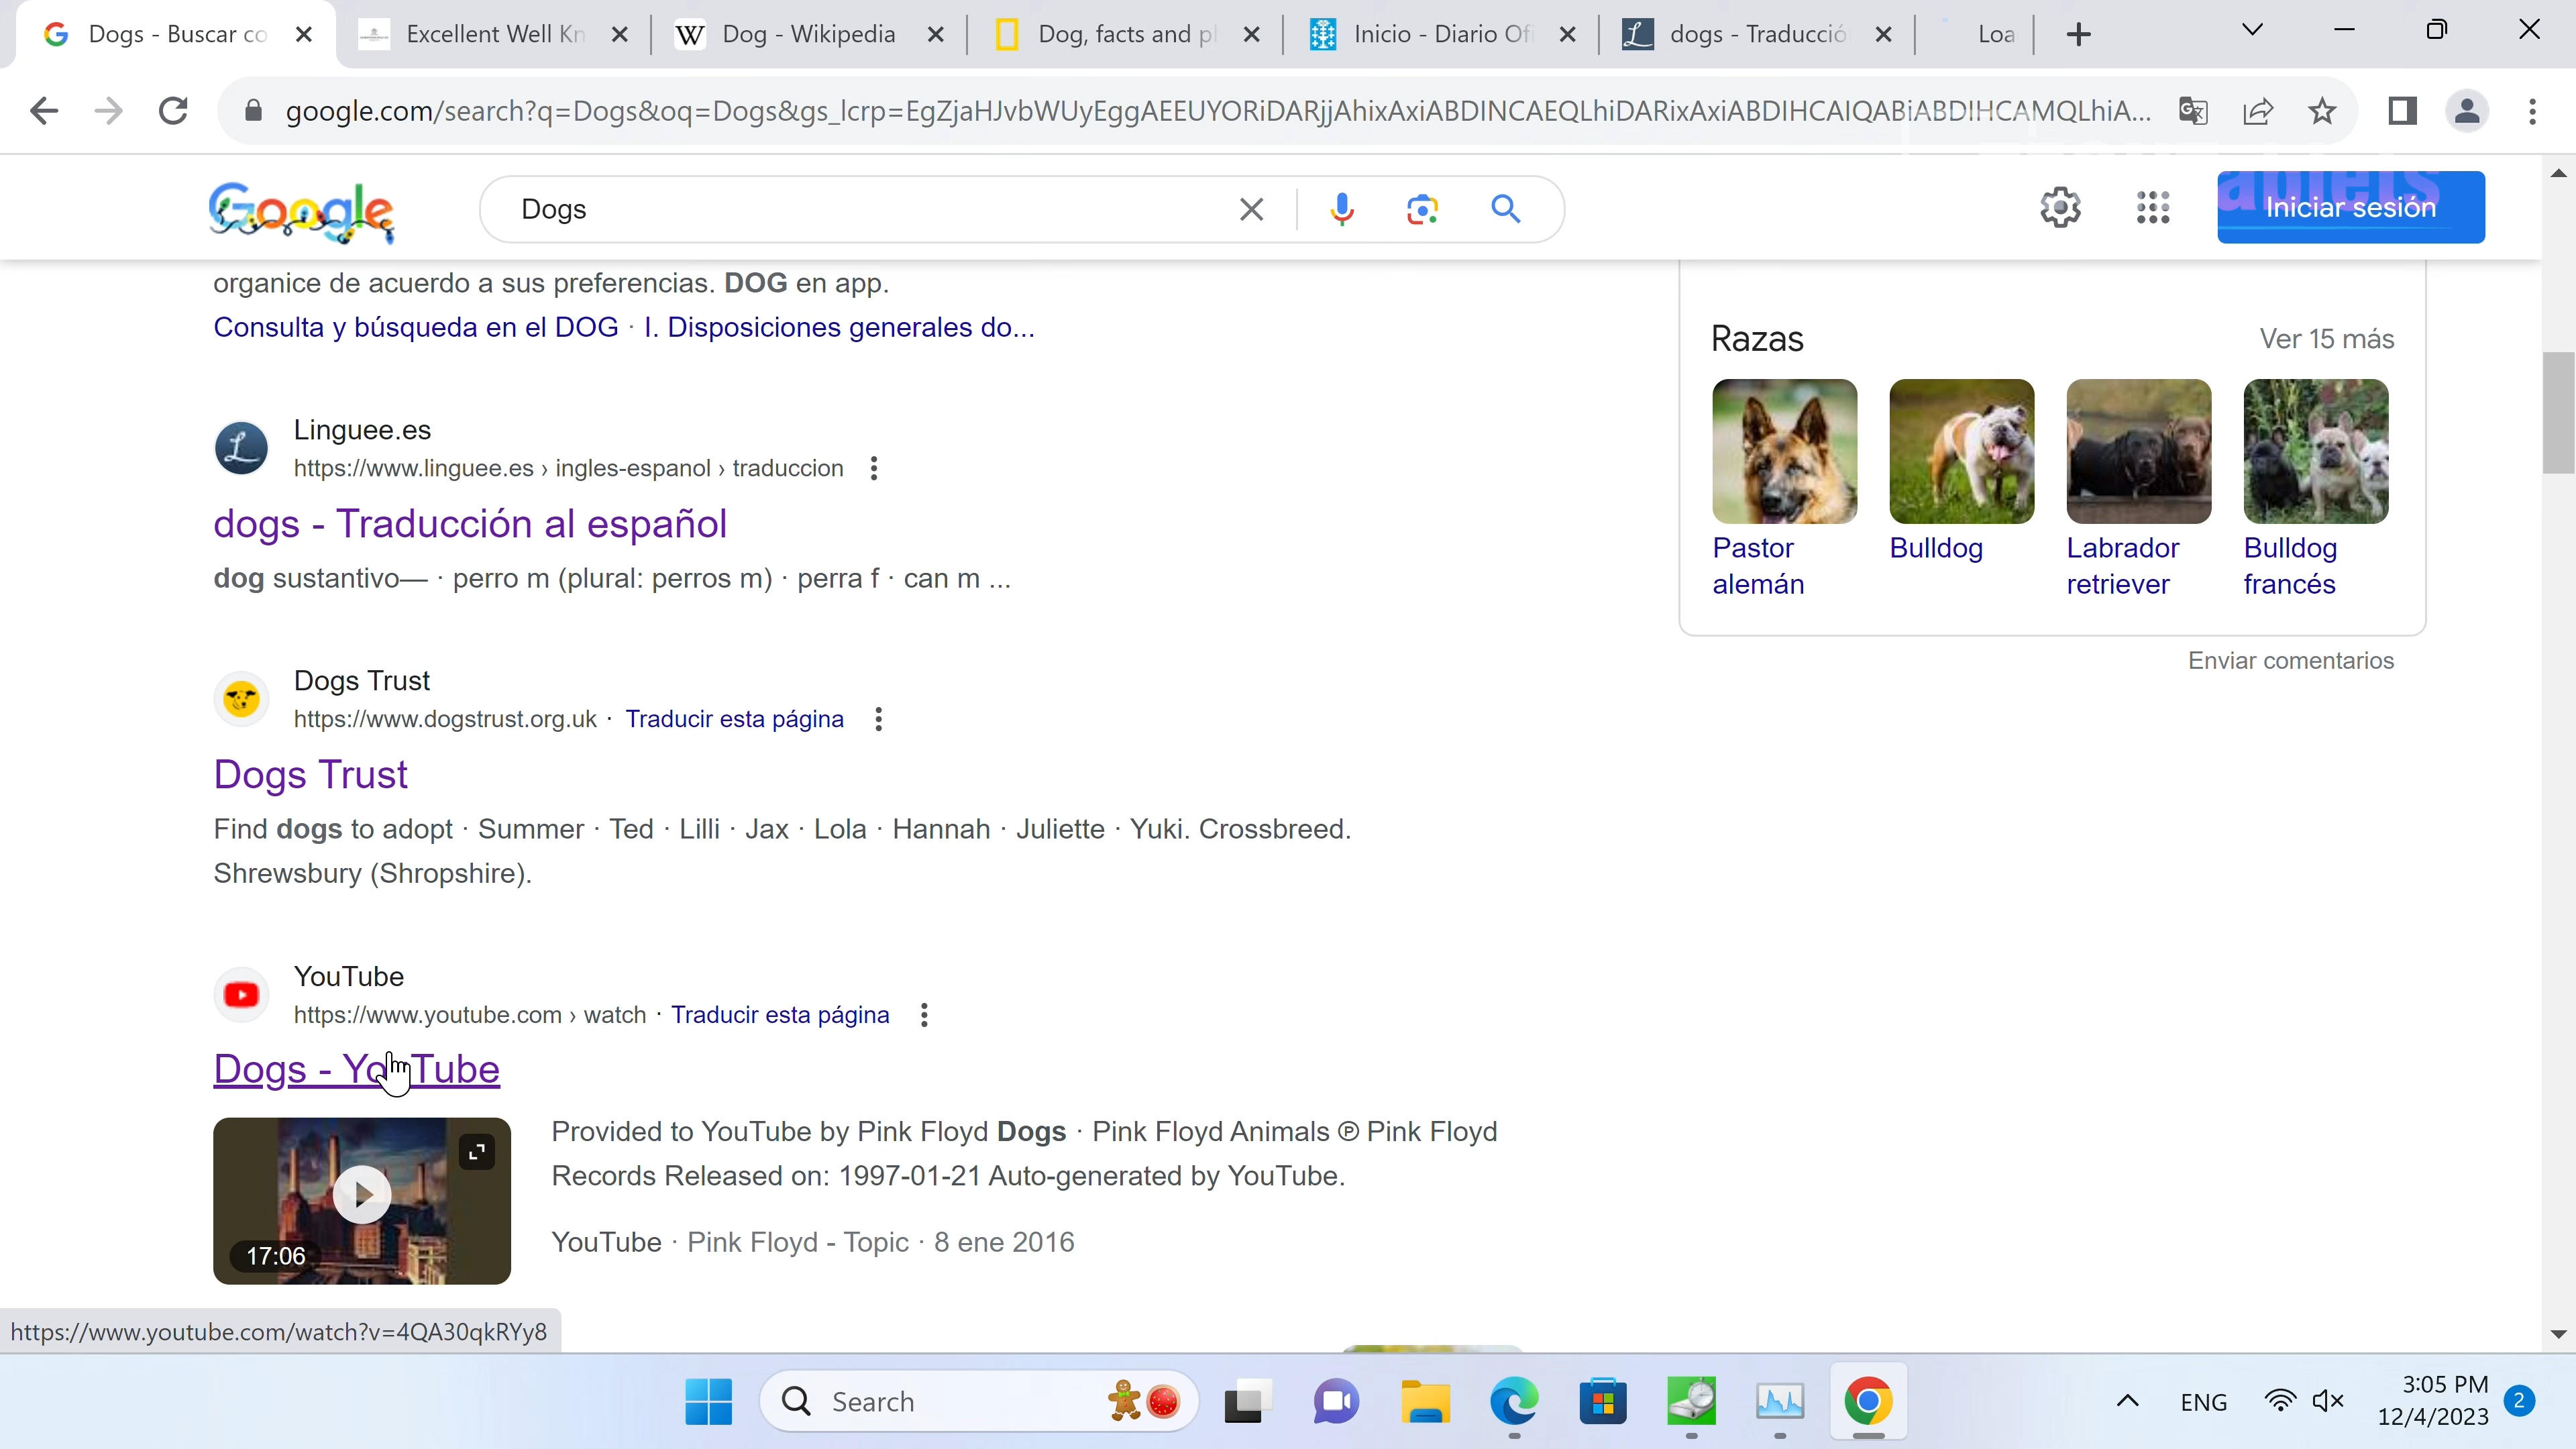 Dogs - Buscar co
Excellent Well Kn
Dog - Wikipedia
Dog, facts and p
Inicio - Diario Of
dogs - Traducció
Loa
google.com/search?q=Dogs&oq=Dogs&gs_lcrp=EgZjaHJvbWUyEggAEEUYORiDARjjAhixAxiABDINCAEQLhiDARixAxiABDIHCAIQABiABDIHCAMQLhiA...
Google
Dogs
Iniciar sesión
organice de acuerdo a sus preferencias. DOG en app.
Consulta y búsqueda en el DOG · I. Disposiciones generales do...
Linguee.es
https://www.linguee.es › ingles-espanol › traduccion
dogs - Traducción al español
dog sustantivo— · perro m (plural: perros m) · perra f · can m ...
Dogs Trust
https://www.dogstrust.org.uk · Traducir esta página
Dogs Trust
Find dogs to adopt · Summer · Ted · Lilli · Jax · Lola · Hannah · Juliette · Yuki. Crossbreed.
Shrewsbury (Shropshire).
YouTube
https://www.youtube.com › watch · Traducir esta página
Dogs - YouTube
17:06
Provided to YouTube by Pink Floyd Dogs · Pink Floyd Animals ℗ Pink Floyd
Records Released on: 1997-01-21 Auto-generated by YouTube.
YouTube · Pink Floyd - Topic · 8 ene 2016
Razas
Ver 15 más
Pastor alemán
Bulldog
Labrador retriever
Bulldog francés
Enviar comentarios
https://www.youtube.com/watch?v=4QA30qkRYy8
Search
ENG
3:05 PM
12/4/2023
2